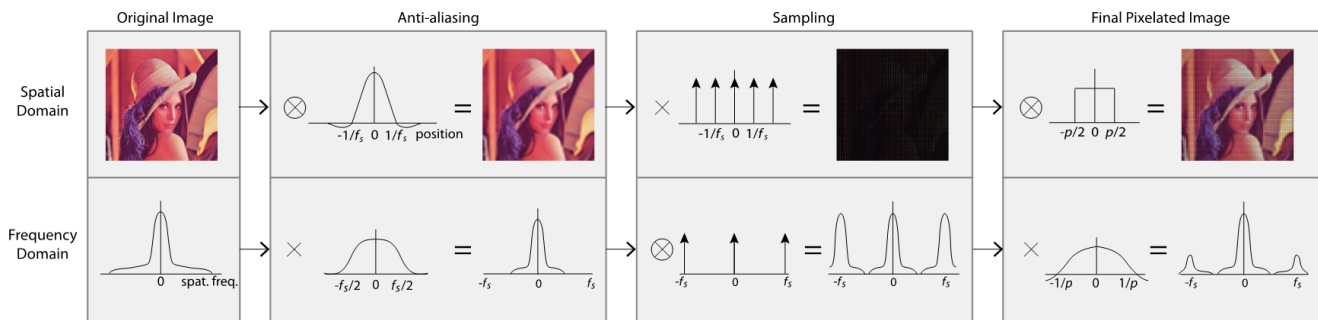 Original Image
Anti-aliasing
Sampling
Final Pixelated Image
Spatial
Domain
-1/fs 0 1/fs position
=
-1/fs 0 1/fs
=
-p/2 0 p/2
=
Frequency
Domain
0 spat. freq.
-fs/2 0 fs/2
=
-fs 0 fs
-fs 0 fs
=
-fs 0 fs
-1/p 0 1/p
=
-fs 0 fs